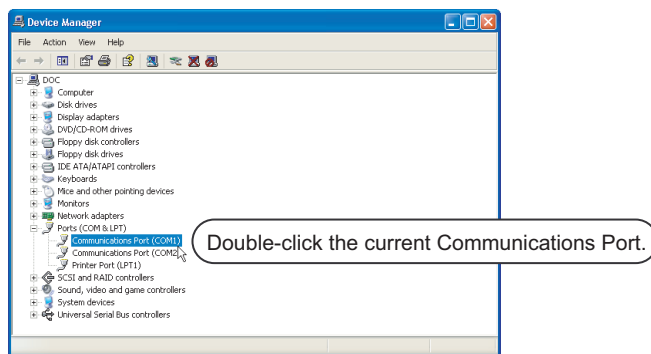 Device Manager
File Action View Help
DOC
Computer
Disk drives
Display adapters
DVD/CD-ROM drives
Floppy disk controllers
Floppy disk drives
IDE ATA/ATAPI controllers
Keyboards
Mice and other pointing devices
Monitors
Network adapters
Ports (COM & LPT)
Communications Port (COM1)
Communications Port (COM2
Double-click the current Communications Port.
Printer Port (LPT1)
SCSI and RAID controllers
Sound, video and game controllers
System devices
Universal Serial Bus controllers